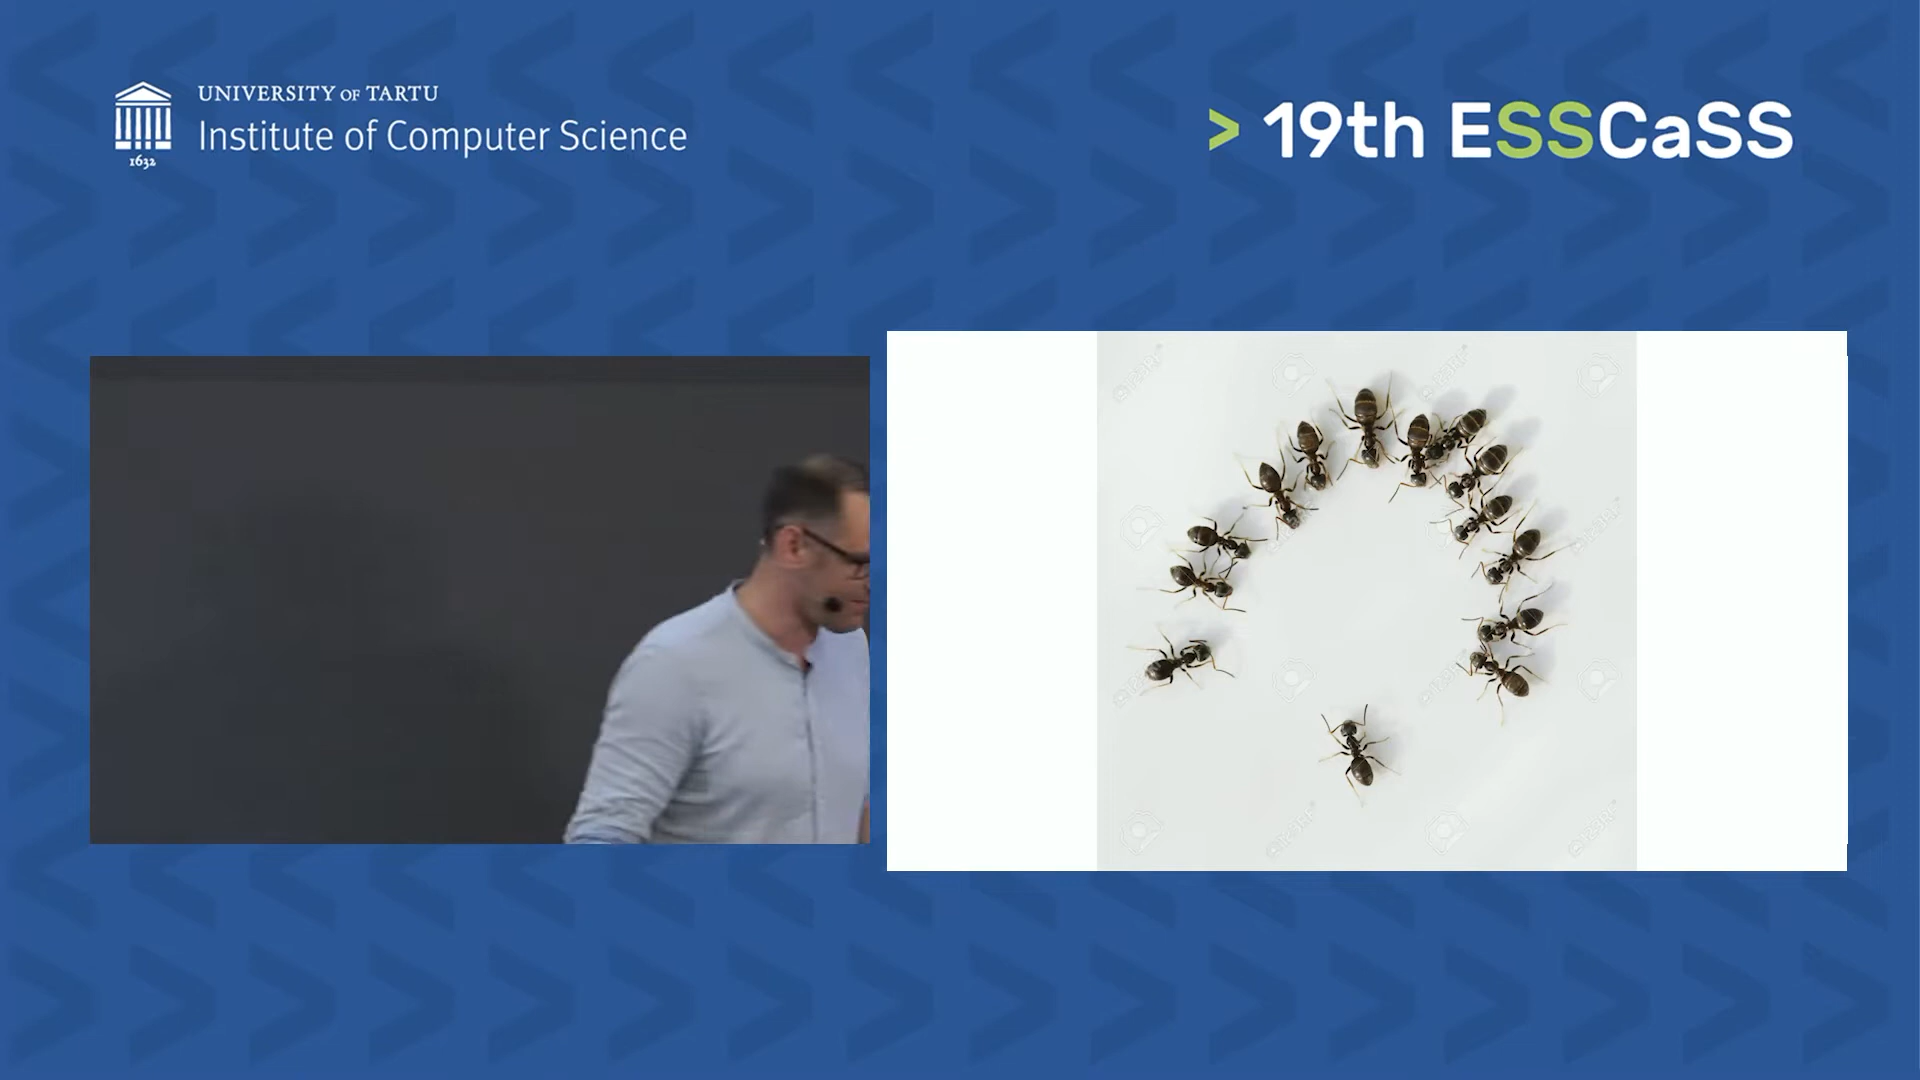 UNIVERSITY OF TARTU
Institute of Computer Science
1632
> 19th ESSCaSS